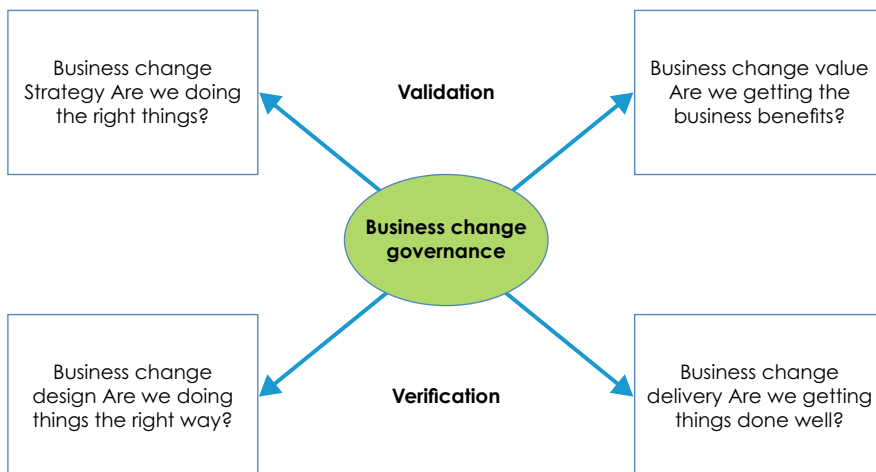 Business change
Strategy Are we doing
the right things?
Validation
Business change value
Are we getting the
business benefits?
Business change
governance
Business change
design Are we doing
things the right way?
Verification
Business change
delivery Are we getting
things done well?